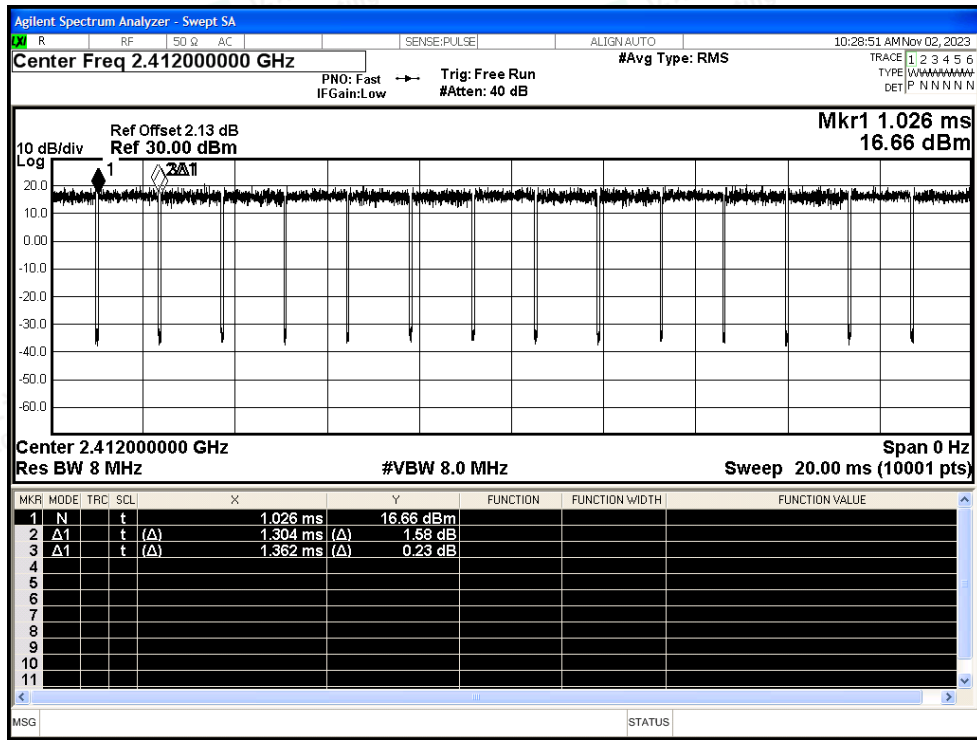 Agilent Spectrum Analyzer - Swept SA
LXI R RF 50 Ω AC SENSE:PULSE ALIGN AUTO 10:28:51 AM Nov 02, 2023
Center Freq 2.412000000 GHz #Avg Type: RMS TRACE 1 2 3 4 5 6
PNO: Fast Trig: Free Run TYPE
IFGain:Low #Atten: 40 dB DET P N N N N N
Mkr1 1.026 ms
Ref Offset 2.13 dB
10 dB/div Ref 30.00 dBm 16.66 dBm
Log
1 2Δ1
20.0
10.0
0.00
-10.0
-20.0
-30.0
-40.0
-50.0
-60.0
Center 2.412000000 GHz Span 0 Hz
Res BW 8 MHz #VBW 8.0 MHz Sweep 20.00 ms (10001 pts)
MKR MODE TRC SCL X Y FUNCTION FUNCTION WIDTH FUNCTION VALUE
1 N t 1.026 ms 16.66 dBm
2 Δ1 t (Δ) 1.304 ms (Δ) 1.58 dB
3 Δ1 t (Δ) 1.362 ms (Δ) 0.23 dB
4
5
6
7
8
9
10
11
MSG STATUS